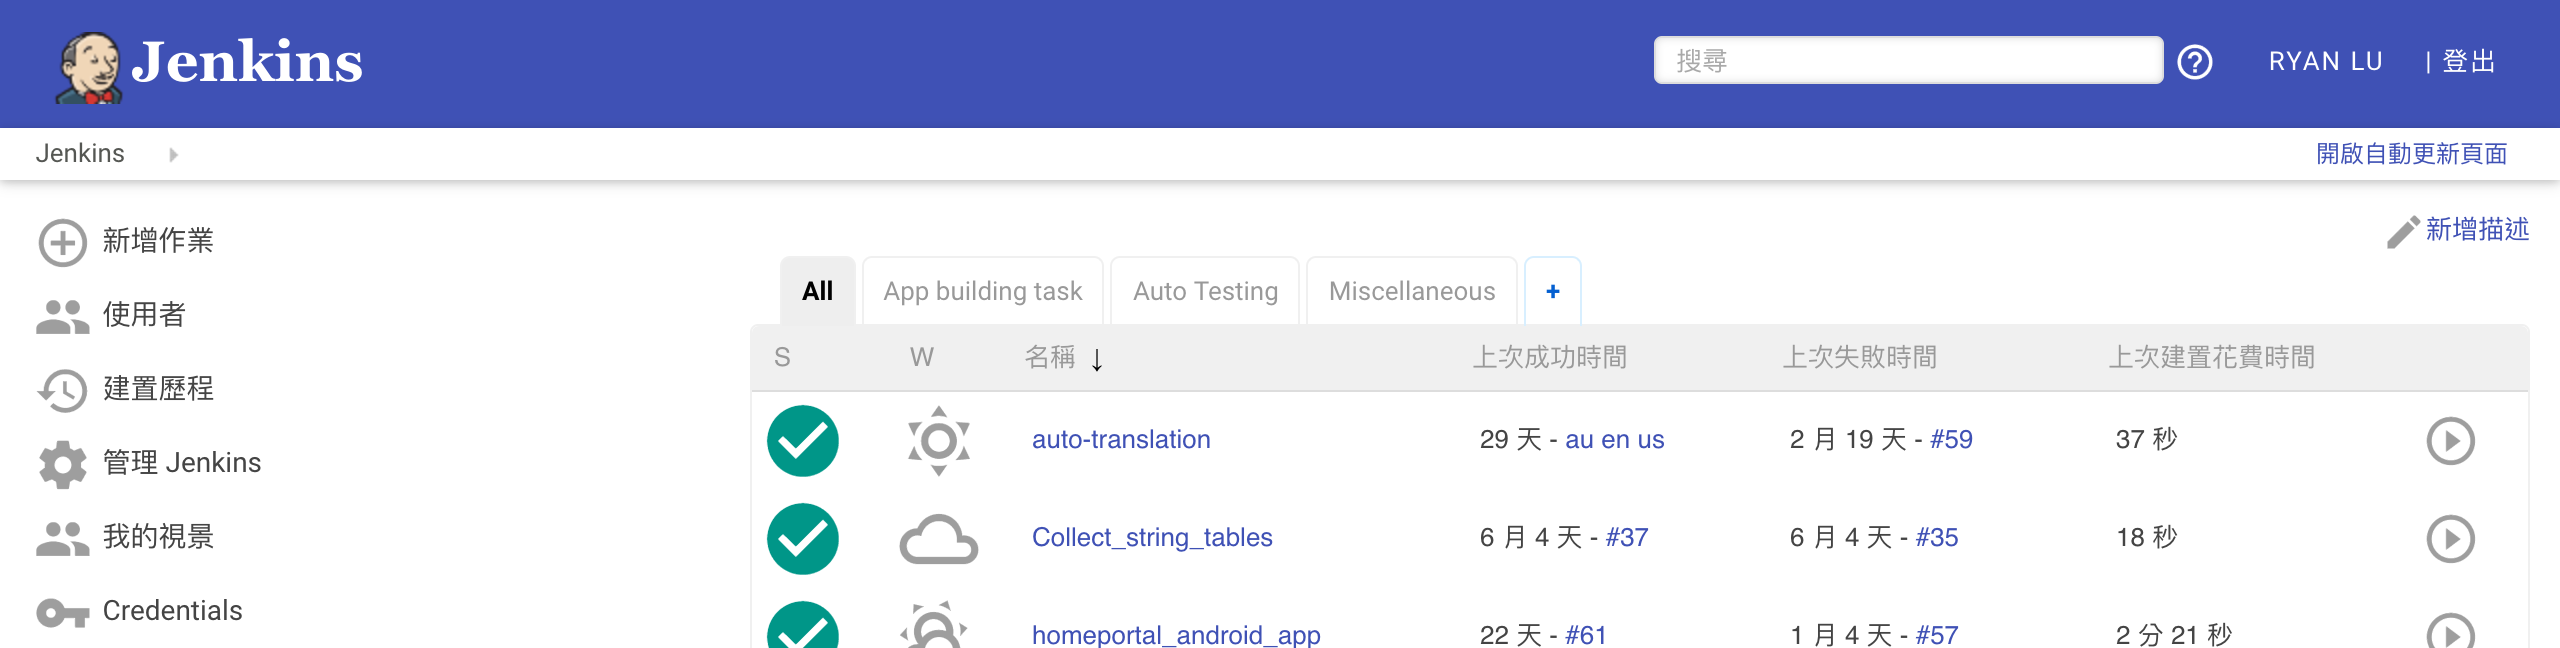 Jenkins
搜尋
RYAN LU | 登出
Jenkins
開啟自動更新頁面
新增作業
使用者
建置歷程
管理 Jenkins
我的視景
Credentials
新增描述
All App building task Auto Testing Miscellaneous +
S W 名稱 ↓ 上次成功時間 上次失敗時間 上次建置花費時間
auto-translation 29 天 - au en us 2 月 19 天 - #59 37 秒
Collect_string_tables 6 月 4 天 - #37 6 月 4 天 - #35 18 秒
homeportal_android_app 22 天 - #61 1 月 4 天 - #57 2 分 21 秒